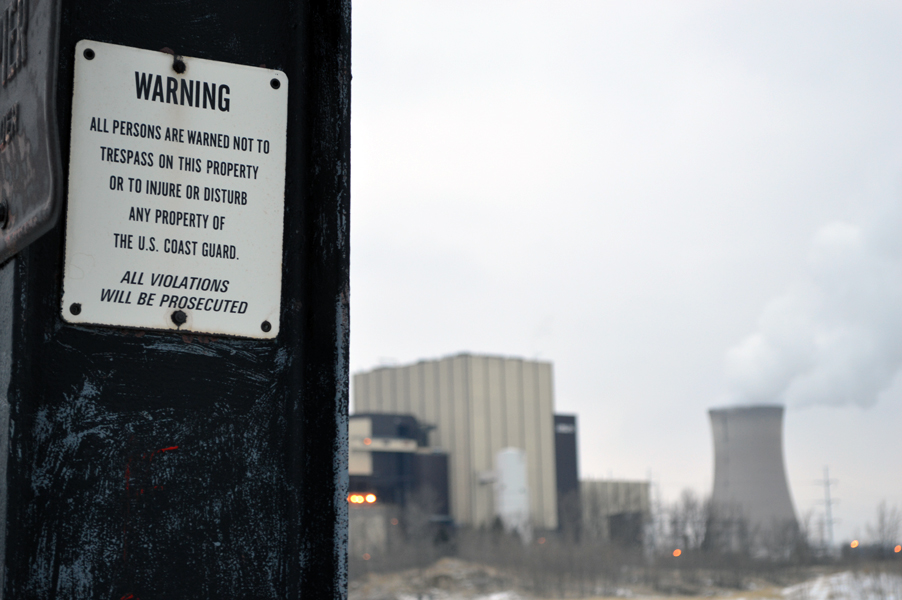 WARNING
ALL PERSONS ARE WARNED NOT TO
TRESPASS ON THIS PROPERTY
OR TO INJURE OR DISTURB
ANY PROPERTY OF
THE U.S. COAST GUARD.
ALL VIOLATIONS
WILL BE PROSECUTED